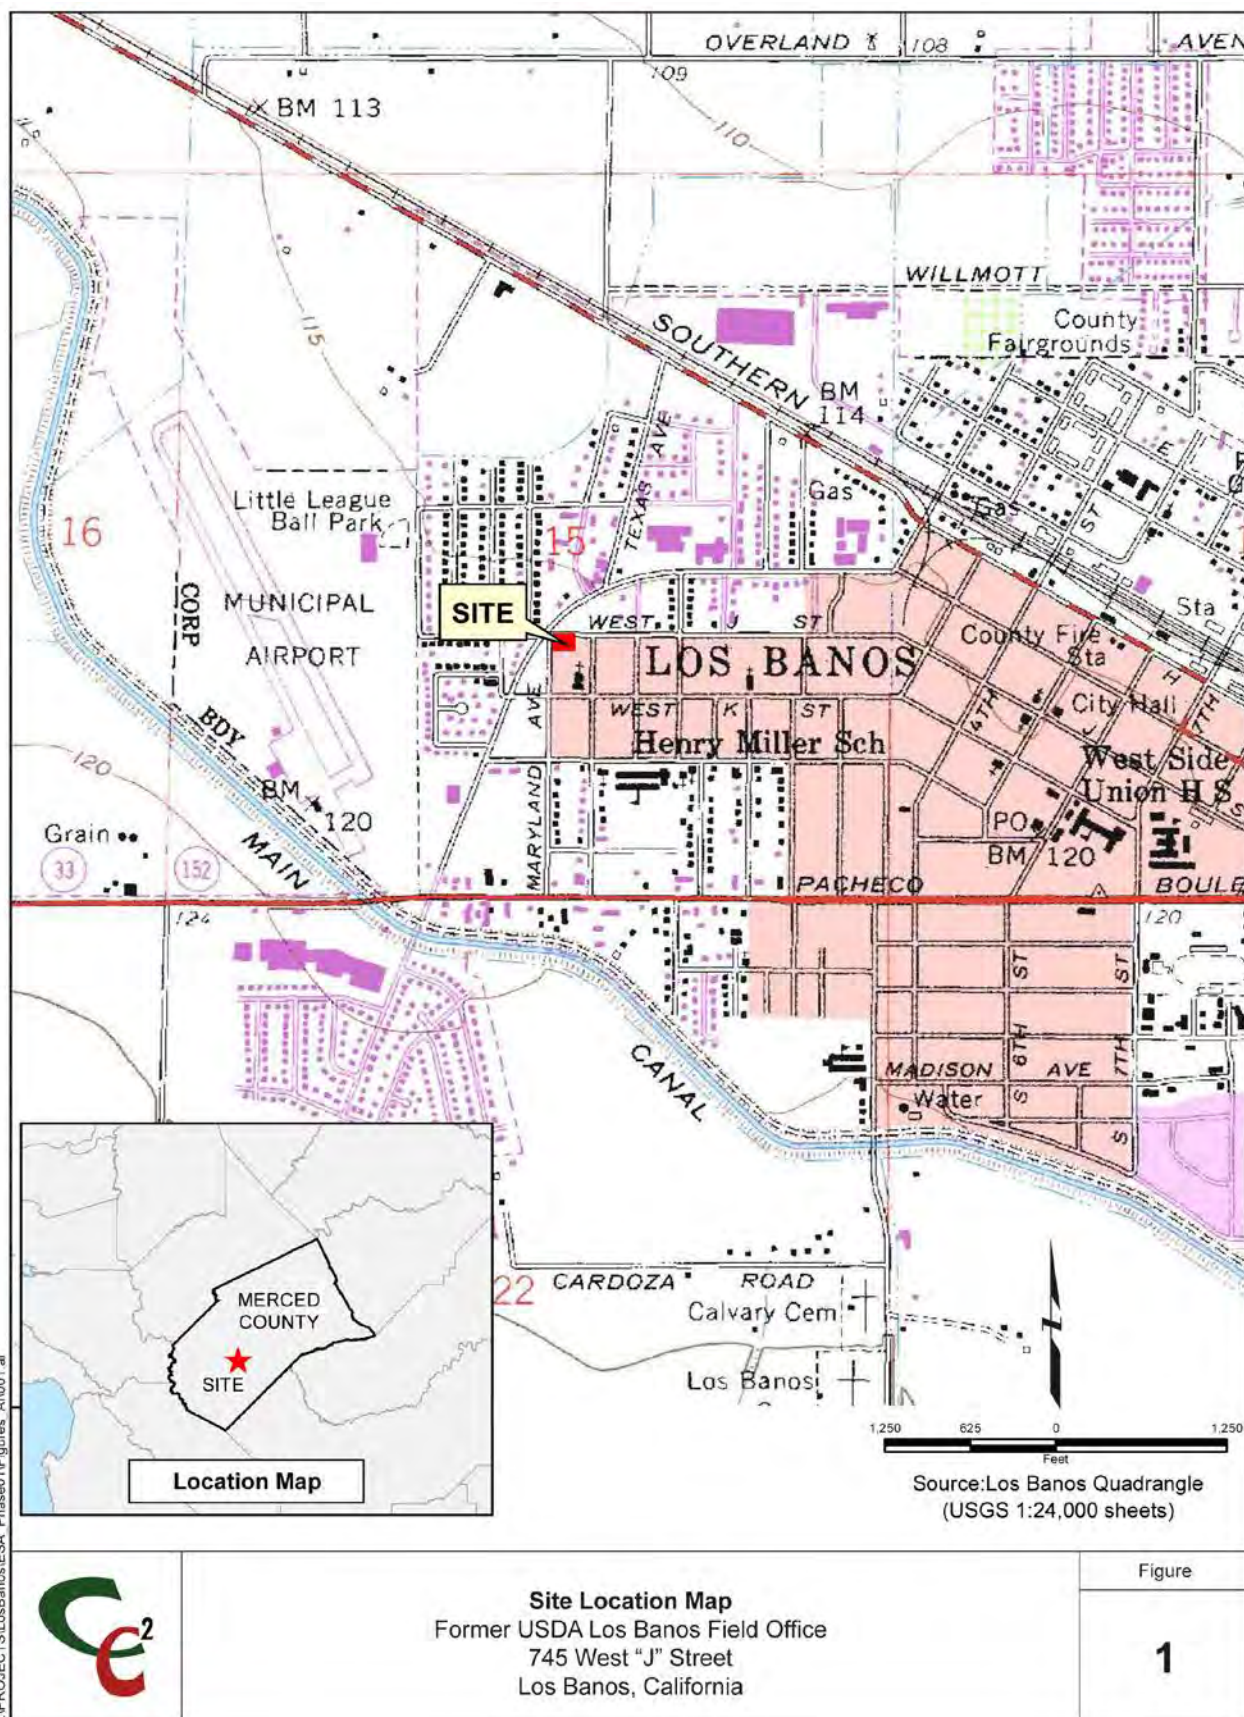 OVERLAND 108 AVEN
109
BM 113
110
WILLMOTT
115
County
Fairgrounds
SOUTHERN
BM
114
TEXAS AVE
E
ST
Little League
Ball Park
Gas
Gas
16
15
CORP
MUNICIPAL
AIRPORT
SITE
WEST J ST
Sta
County Fire
Sta
LOS BANOS
H
4TH
City Hall
7TH
AVE
WEST K ST
BDY
Henry Miller Sch
West Side
Union H S
120
BM
120
MARYLAND
PO
BM 120
Grain
MAIN
33
152
PACHECO
BOULE
124
120
ST
ST
6TH
7TH
CANAL
MADISON AVE
S
Water
S
MERCED
COUNTY
SITE
Location Map
22
CARDOZA ROAD
Calvary Cem
Los Banos
1,250 625 0 1,250
Feet
Source:Los Banos Quadrangle
(USGS 1:24,000 sheets)
CC2
Site Location Map
Former USDA Los Banos Field Office
745 West “J” Street
Los Banos, California
Figure
1